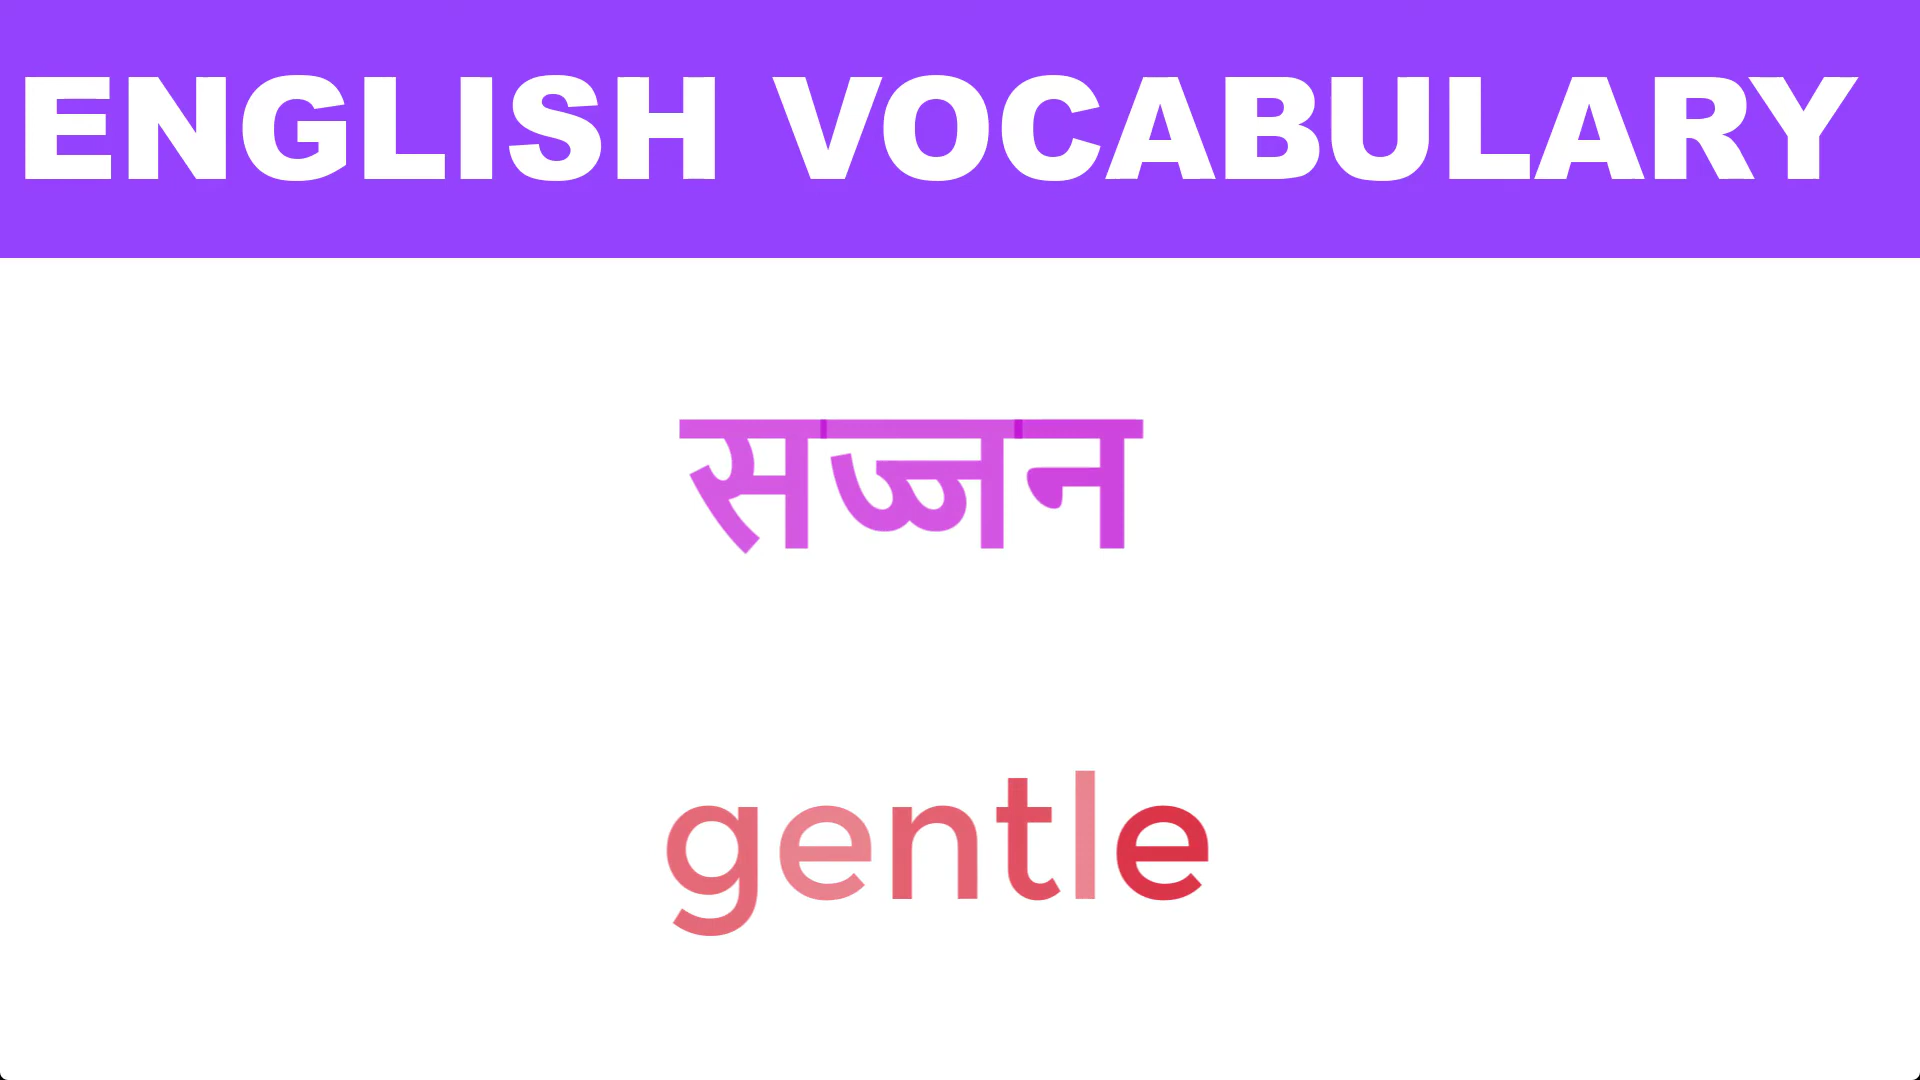 ENGLISH VOCABULARY
सज्जन
gentle